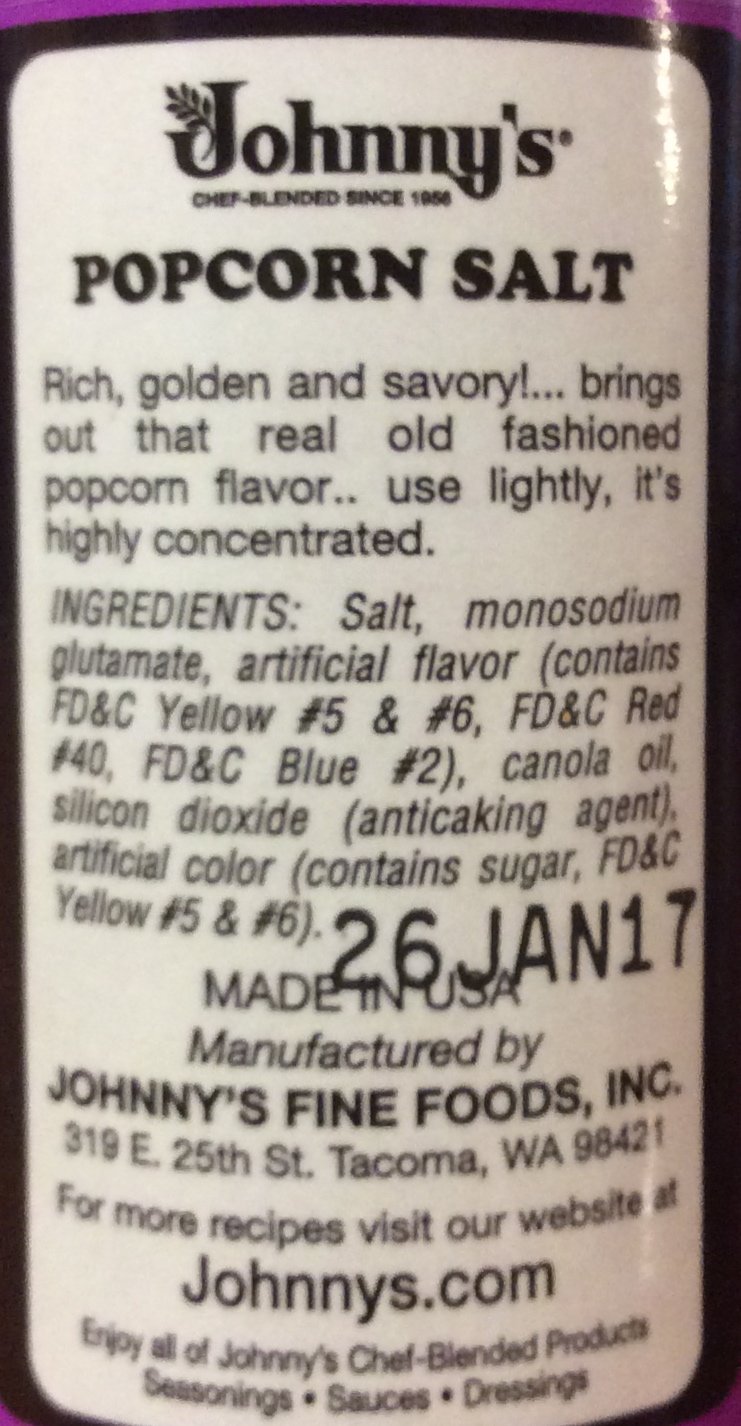 Johnny's®
CHEF-BLENDED SINCE 1956
POPCORN SALT
Rich, golden and savory!... brings
out that real old fashioned
popcorn flavor.. use lightly, it's
highly concentrated.
INGREDIENTS: Salt, monosodium
glutamate, artificial flavor (contains
FD&C Yellow #5 & #6, FD&C Red
#40, FD&C Blue #2), canola oil,
silicon dioxide (anticaking agent),
artificial color (contains sugar, FD&C
Yellow #5 & #6).
26JAN17
MADE IN USA
Manufactured by
JOHNNY'S FINE FOODS, INC.
319 E. 25th St. Tacoma, WA 98421
For more recipes visit our website at
Johnnys.com
Enjoy all of Johnny's Chef-Blended Products
Seasonings • Sauces • Dressings